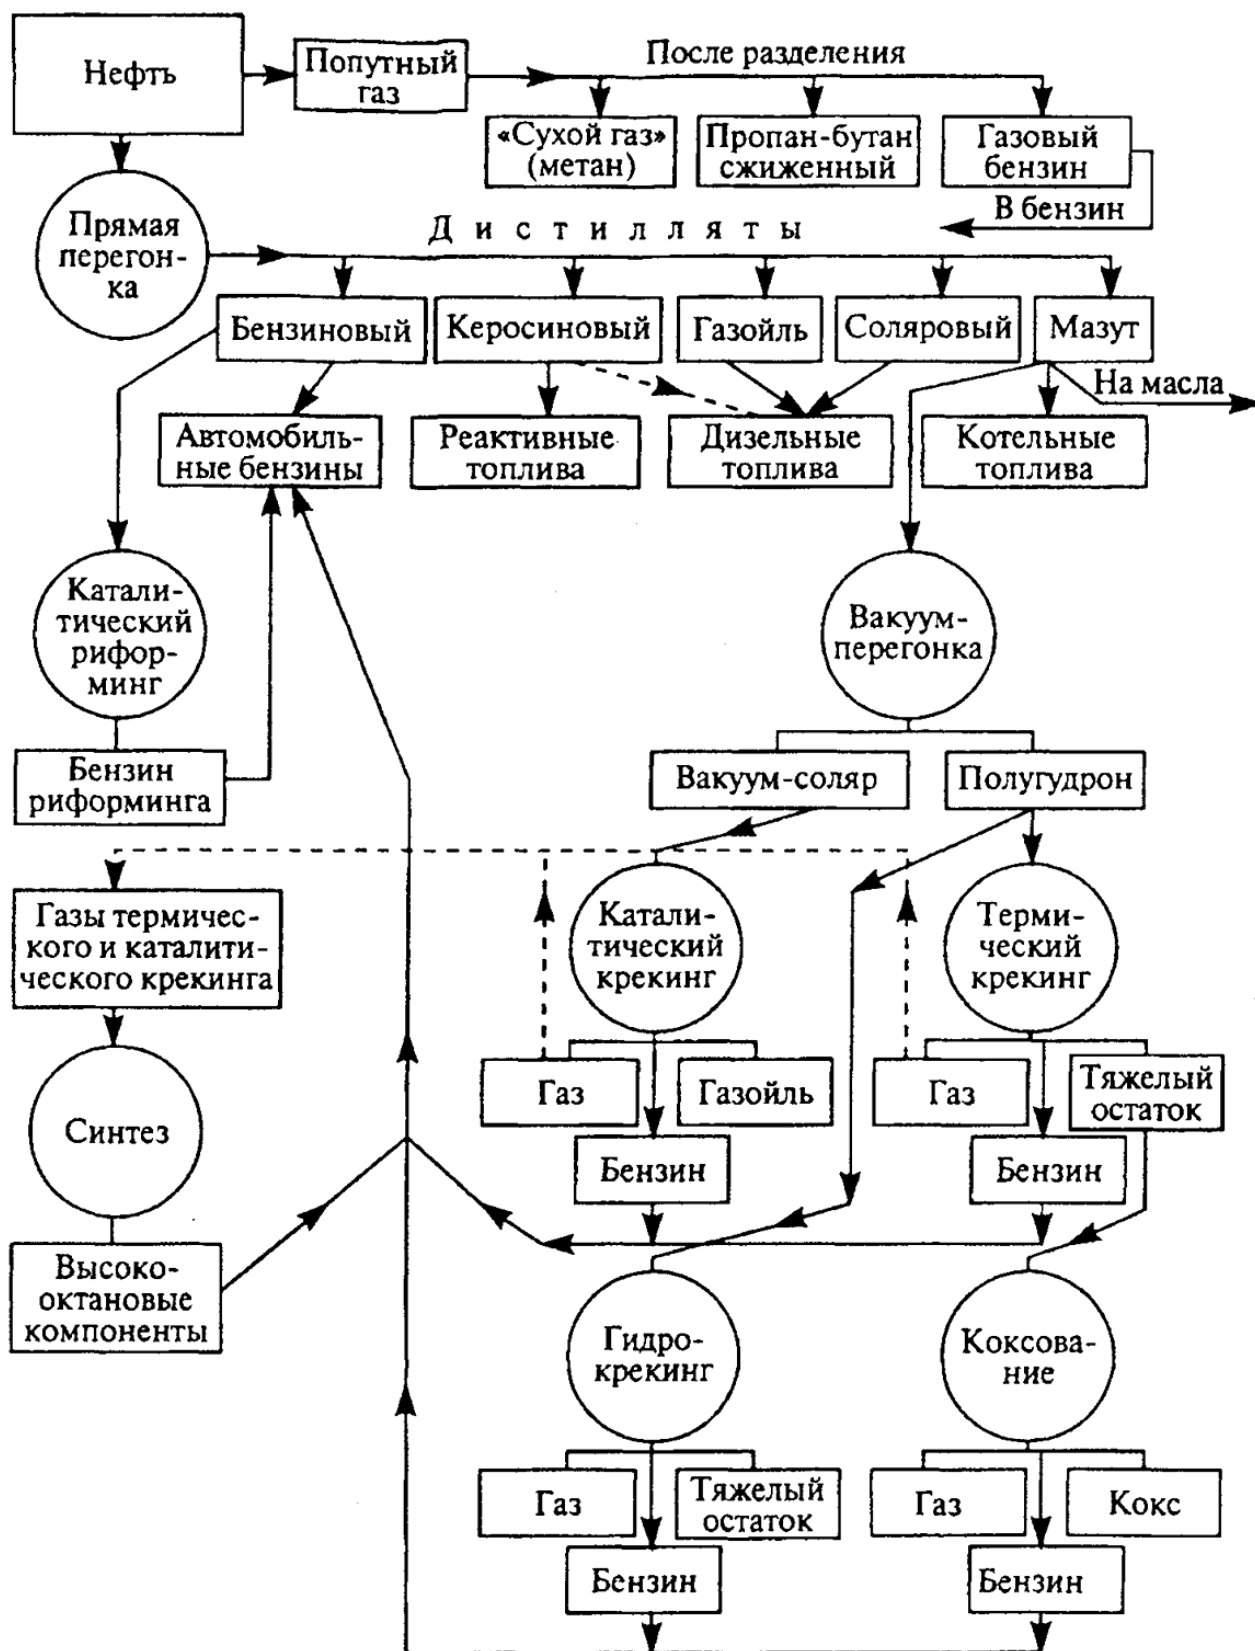 Нефть
Попутный
газ
После разделения
«Сухой газ»
(метан)
Пропан-бутан
сжиженный
Газовый
бензин
В бензин
Прямая
перегон-
ка
Дистилляты
Бензиновый
Керосиновый
Газойль
Соляровый
Мазут
На масла
Автомобиль-
ные бензины
Реактивные
топлива
Дизельные
топлива
Котельные
топлива
Катали-
тический
рифор-
минг
Вакуум-
перегонка
Бензин
риформинга
Вакуум-соляр
Полугудрон
Газы термичес-
кого и каталити-
ческого крекинга
Катали-
тический
крекинг
Терми-
ческий
крекинг
Синтез
Газ
Газойль
Бензин
Газ
Тяжелый
остаток
Бензин
Высоко-
октановые
компоненты
Гидро-
крекинг
Коксова-
ние
Газ
Тяжелый
остаток
Бензин
Газ
Кокс
Бензин